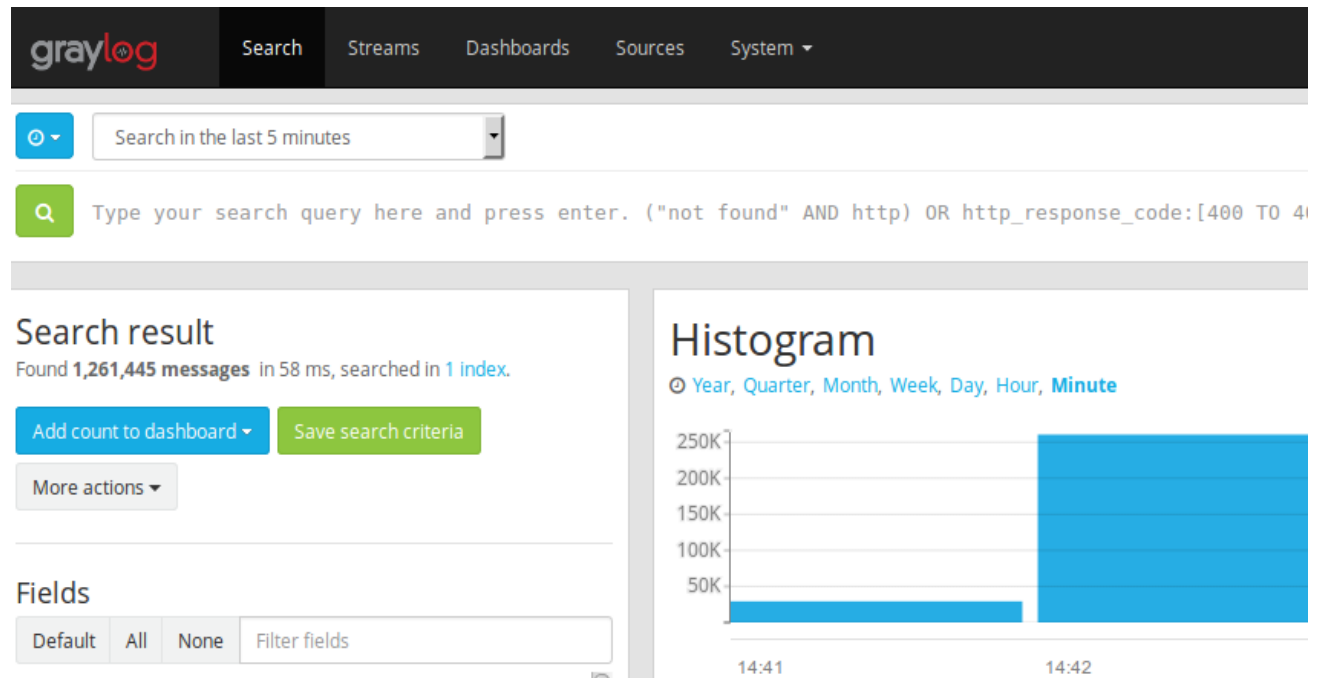 graylog Search Streams Dashboards Sources System
Search in the last 5 minutes
Type your search query here and press enter. ("not found" AND http) OR http_response_code:[400 TO 4
Search result
Found 1,261,445 messages in 58 ms, searched in 1 index.
Add count to dashboard Save search criteria
More actions
Fields
Default All None Filter fields
Histogram
Year, Quarter, Month, Week, Day, Hour, Minute
250K
200K
150K
100K
50K
14:41 14:42